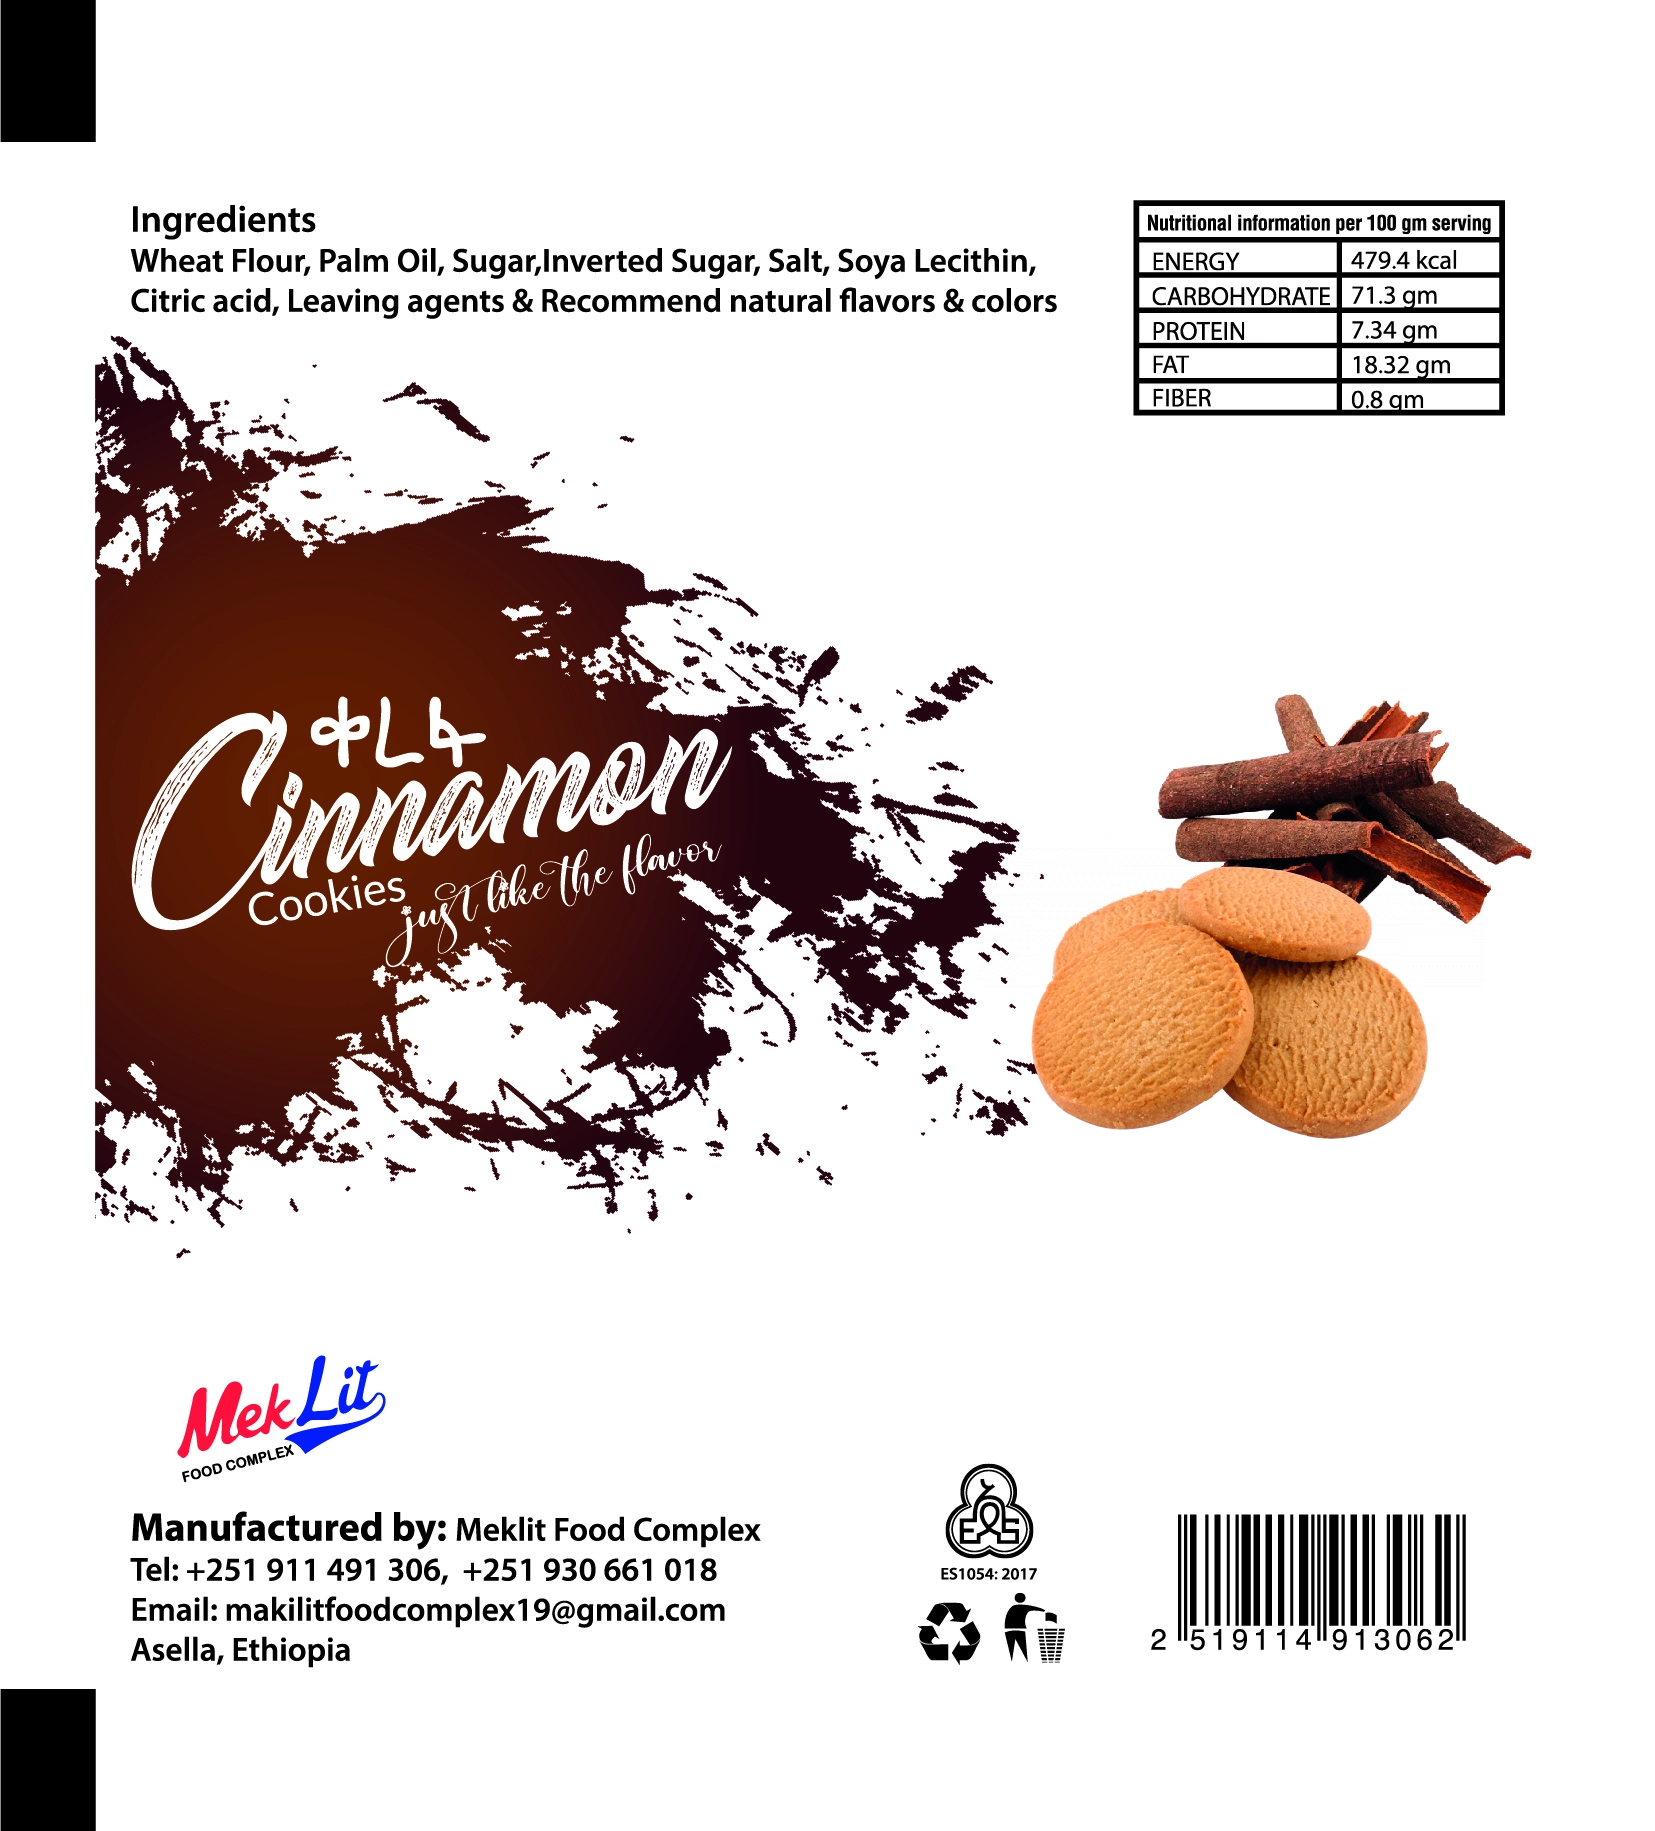 Ingredients
Wheat Flour, Palm Oil, Sugar,Inverted Sugar, Salt, Soya Lecithin,
Citric acid, Leaving agents & Recommend natural flavors & colors
Nutritional information per 100 gm serving
ENERGY 479.4 kcal
CARBOHYDRATE 71.3 gm
PROTEIN 7.34 gm
FAT 18.32 gm
FIBER 0.8 gm
ቀረፋ
Cinnamon
Cookies
just like the flavor
MekLit
FOOD COMPLEX
Manufactured by: Meklit Food Complex
Tel: +251 911 491 306, +251 930 661 018
Email: makilitfoodcomplex19@gmail.com
Asella, Ethiopia
ES1054: 2017
2 519114 913062